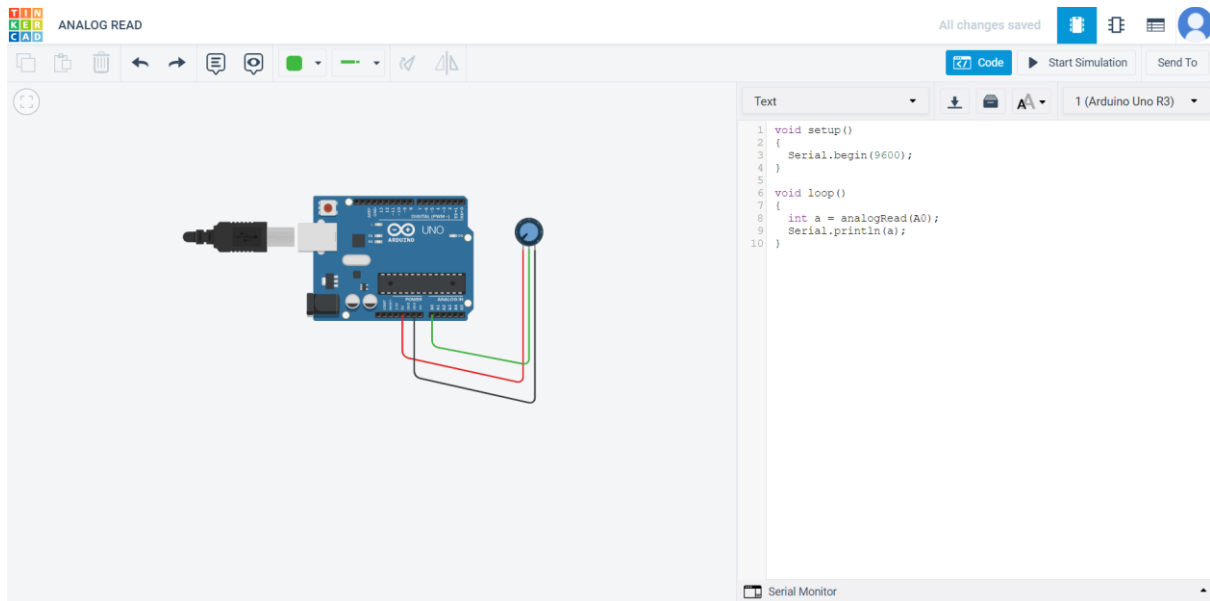 TIN
KER
CAD
ANALOG READ
All changes saved
Code
Start Simulation
Send To
Text
AA
1 (Arduino Uno R3)
1 void setup()
2 {
3 Serial.begin(9600);
4 }
5
6 void loop()
7 {
8 int a = analogRead(A0);
9 Serial.println(a);
10 }
DIGITAL (PWM~)
UNO
ARDUINO
POWER
ANALOG IN
Serial Monitor